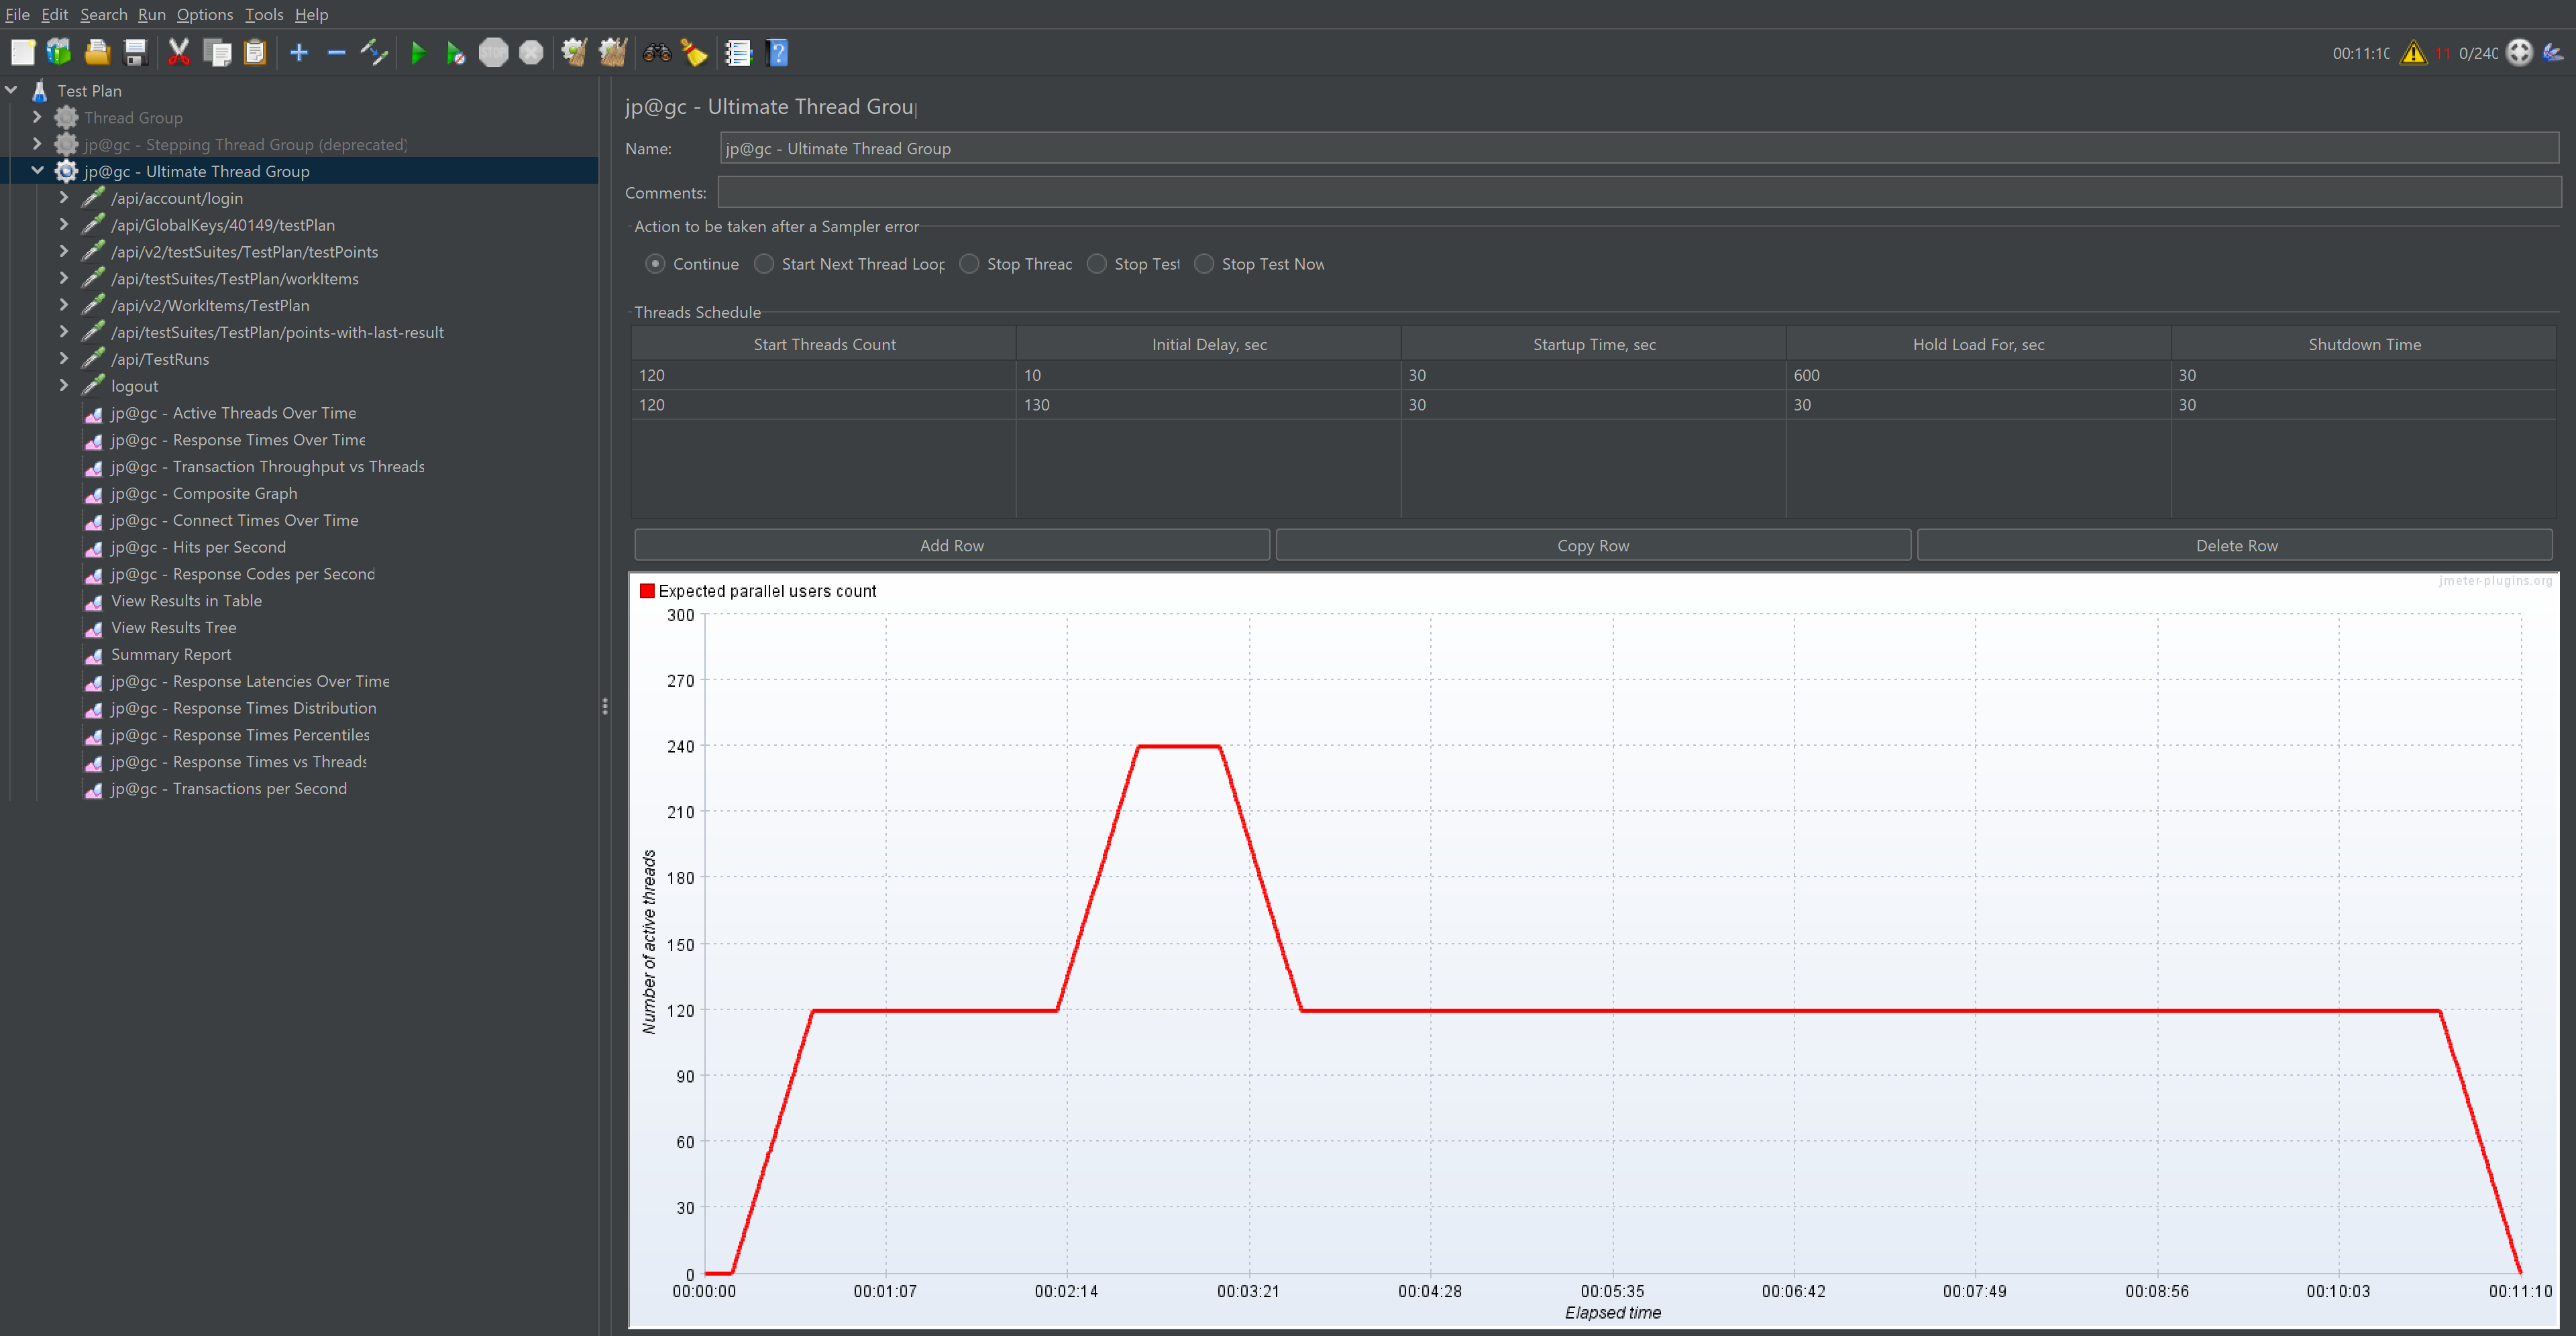 File Edit Search Run Options Tools Help
00:11:10 11 0/240
Test Plan
Thread Group
jp@gc - Stepping Thread Group (deprecated)
jp@gc - Ultimate Thread Group
/api/account/login
/api/GlobalKeys/40149/testPlan
/api/v2/testSuites/TestPlan/testPoints
/api/testSuites/TestPlan/workItems
/api/v2/WorkItems/TestPlan
/api/testSuites/TestPlan/points-with-last-result
/api/TestRuns
logout
jp@gc - Active Threads Over Time
jp@gc - Response Times Over Time
jp@gc - Transaction Throughput vs Threads
jp@gc - Composite Graph
jp@gc - Connect Times Over Time
jp@gc - Hits per Second
jp@gc - Response Codes per Second
View Results in Table
View Results Tree
Summary Report
jp@gc - Response Latencies Over Time
jp@gc - Response Times Distribution
jp@gc - Response Times Percentiles
jp@gc - Response Times vs Threads
jp@gc - Transactions per Second
jp@gc - Ultimate Thread Group
Name: jp@gc - Ultimate Thread Group
Comments:
Action to be taken after a Sampler error
Continue Start Next Thread Loop Stop Thread Stop Test Stop Test Now
Threads Schedule
Start Threads Count Initial Delay, sec Startup Time, sec Hold Load For, sec Shutdown Time
120 10 30 600 30
120 130 30 30 30
Add Row Copy Row Delete Row
jmeter-plugins.org
Expected parallel users count
300
270
240
210
180
150
120
90
60
30
0
Number of active threads
00:00:00 00:01:07 00:02:14 00:03:21 00:04:28 00:05:35 00:06:42 00:07:49 00:08:56 00:10:03 00:11:10
Elapsed time